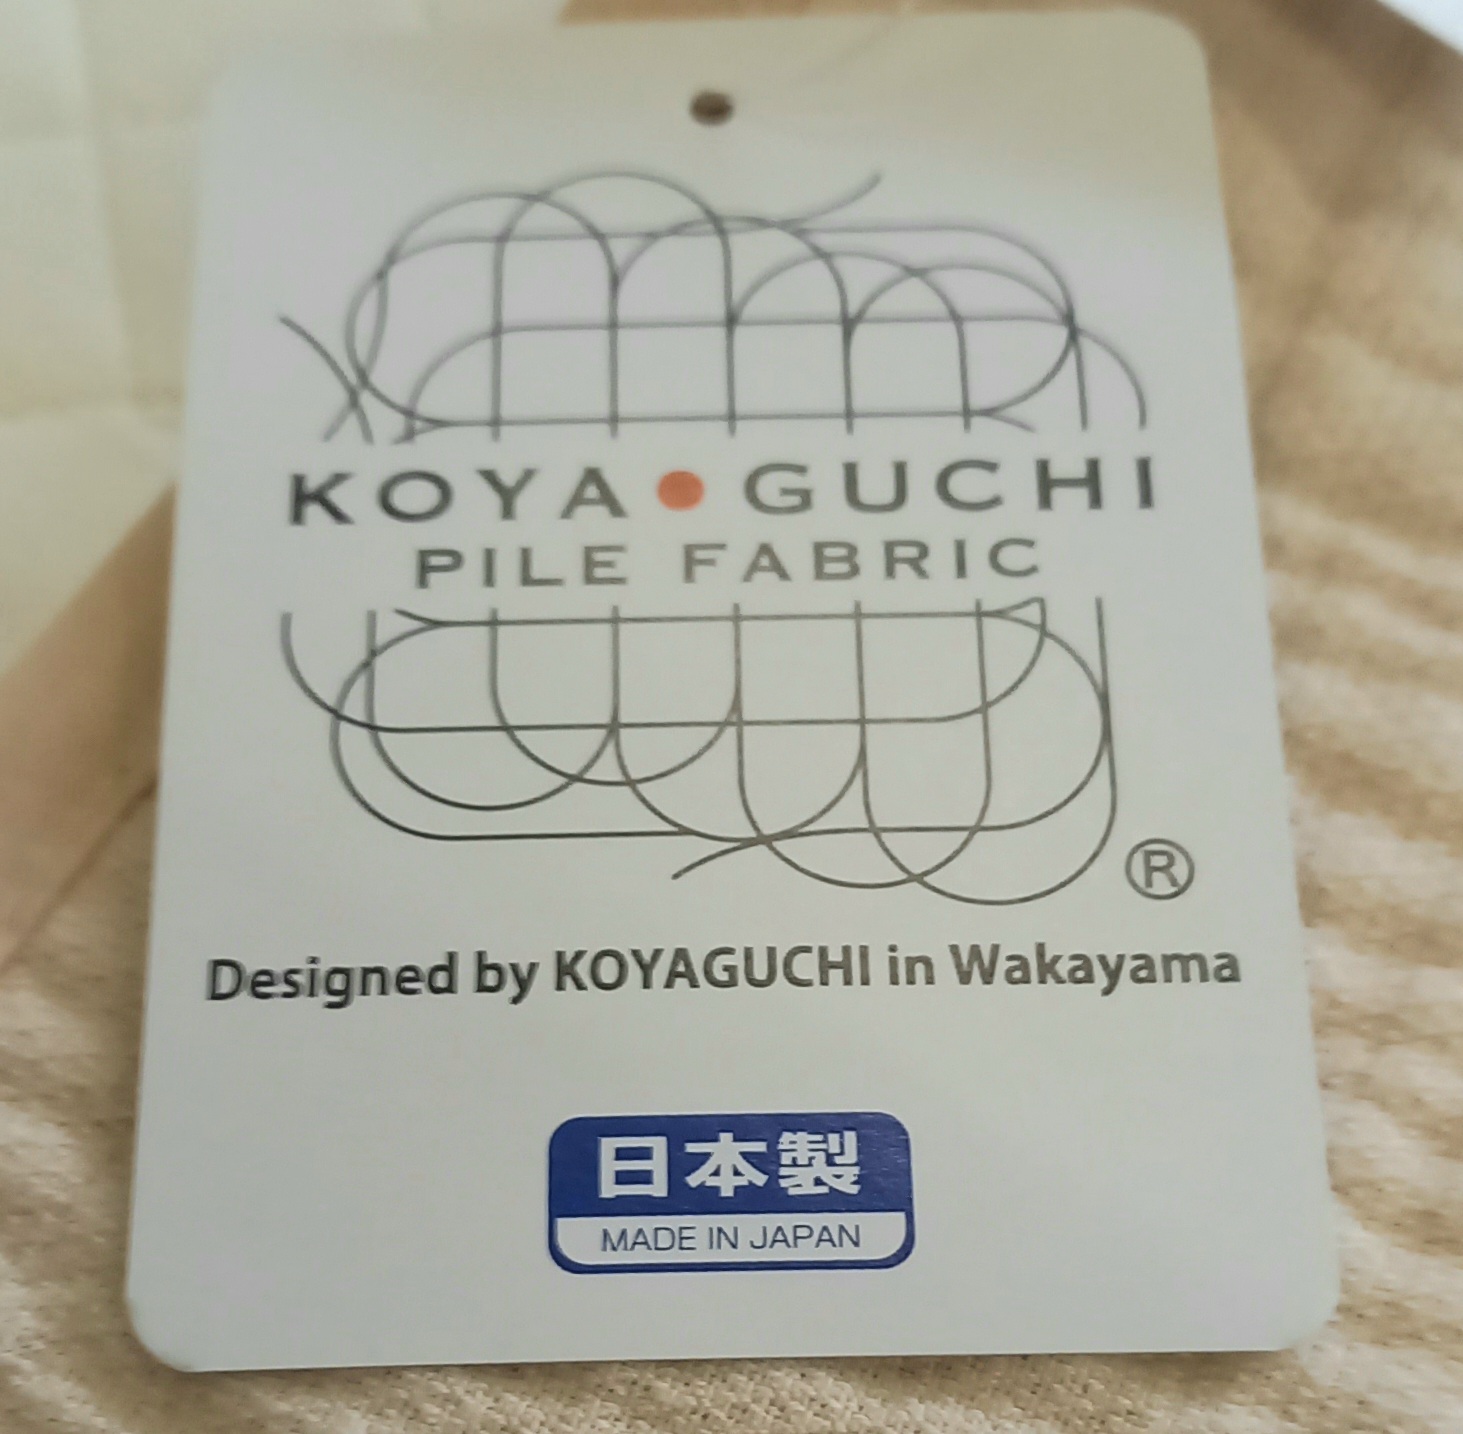 KOYA●GUCHI
PILE FABRIC
®
Designed by KOYAGUCHI in Wakayama
日本製
MADE IN JAPAN